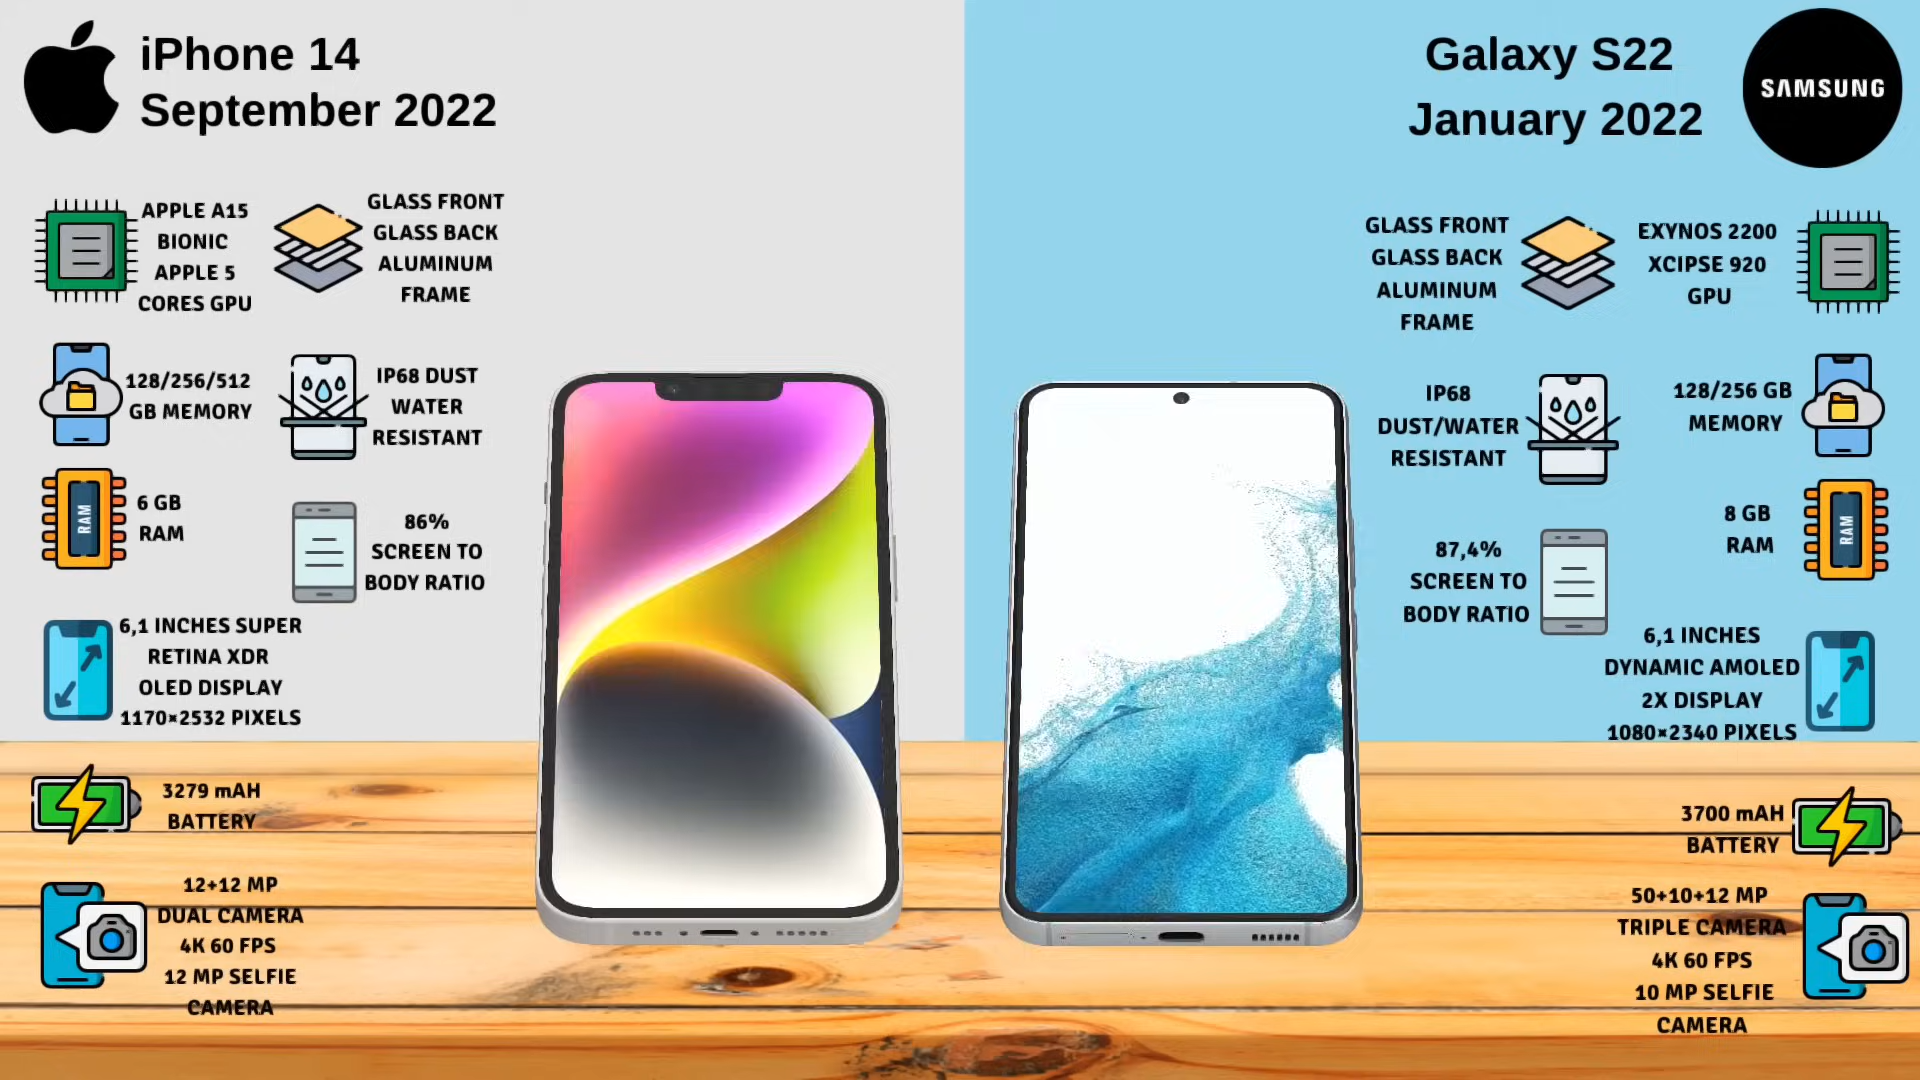 iPhone 14
September 2022
APPLE A15
BIONIC
APPLE 5
CORES GPU
GLASS FRONT
GLASS BACK
ALUMINUM
FRAME
128/256/512
GB MEMORY
IP68 DUST
WATER
RESISTANT
RAM
6 GB
RAM
86%
SCREEN TO
BODY RATIO
6,1 INCHES SUPER
RETINA XDR
OLED DISPLAY
1170×2532 PIXELS
3279 mAH
BATTERY
12+12 MP
DUAL CAMERA
4K 60 FPS
12 MP SELFIE
CAMERA
Galaxy S22
January 2022
SAMSUNG
GLASS FRONT
GLASS BACK
ALUMINUM
FRAME
EXYNOS 2200
XCIPSE 920
GPU
IP68
DUST/WATER
RESISTANT
128/256 GB
MEMORY
8 GB
RAM
RAM
87,4%
SCREEN TO
BODY RATIO
6,1 INCHES
DYNAMIC AMOLED
2X DISPLAY
1080×2340 PIXELS
3700 mAH
BATTERY
50+10+12 MP
TRIPLE CAMERA
4K 60 FPS
10 MP SELFIE
CAMERA